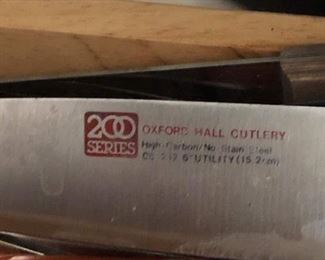 200
SERIES
OXFORD HALL CUTLERY
High-Carbon/No-Stain Steel
6" UTILITY (15.2cm)